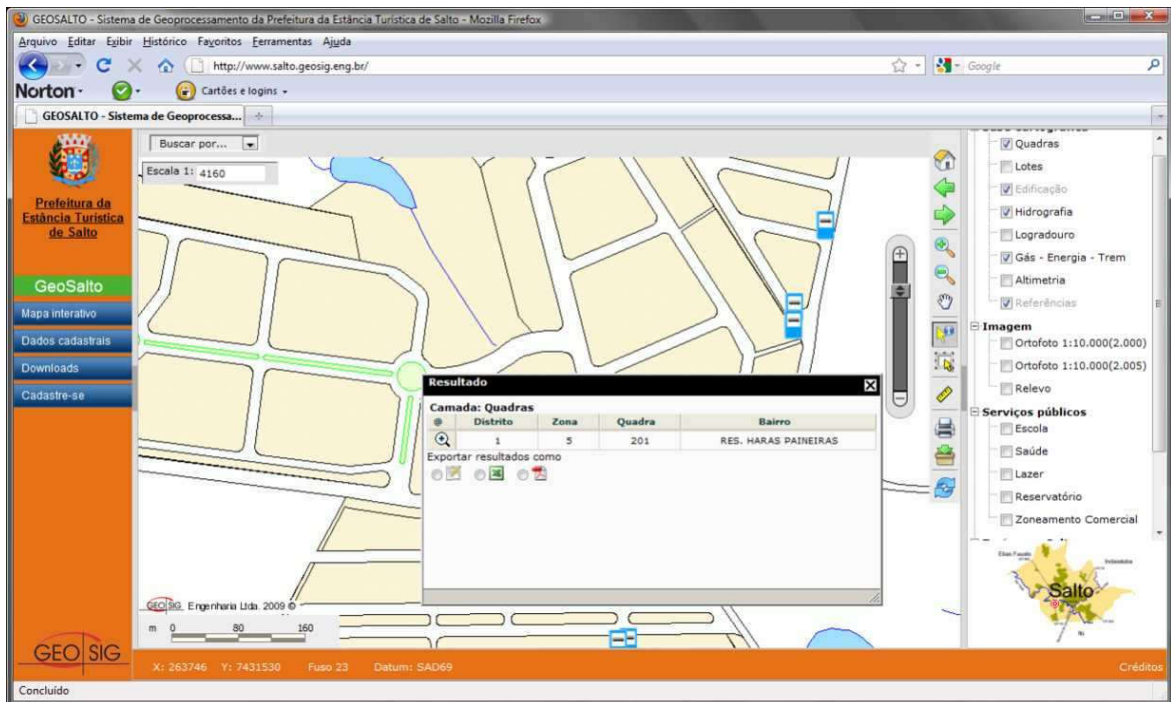 GEOSALTO - Sistema de Geoprocessamento da Prefeitura da Estância Turística de Salto - Mozilla Firefox
Arquivo Editar Exibir Histórico Favoritos Ferramentas Ajuda
http://www.salto.geosig.eng.br/
Google
Norton
Cartões e logins
GEOSALTO - Sistema de Geoprocessa...
Prefeitura da
Estância Turística
de Salto
GeoSalto
Mapa interativo
Dados cadastrais
Downloads
Cadastre-se
GEO SIG
Buscar por...
Escala 1: 4160
Resultado
Camada: Quadras
Distrito Zona Quadra Bairro
1 5 201 RES. HARAS PAINEIRAS
Exportar resultados como
GEO SIG Engenharia Ltda. 2009 ©
m 0 80 160
Quadras
Lotes
Edificação
Hidrografia
Logradouro
Gás - Energia - Trem
Altimetria
Referências
Imagem
Ortofoto 1:10.000(2.000)
Ortofoto 1:10.000(2.005)
Relevo
Serviços públicos
Escola
Saúde
Lazer
Reservatório
Zoneamento Comercial
Salto
X: 263746 Y: 7431530 Fuso 23 Datum: SAD69
Créditos
Concluído